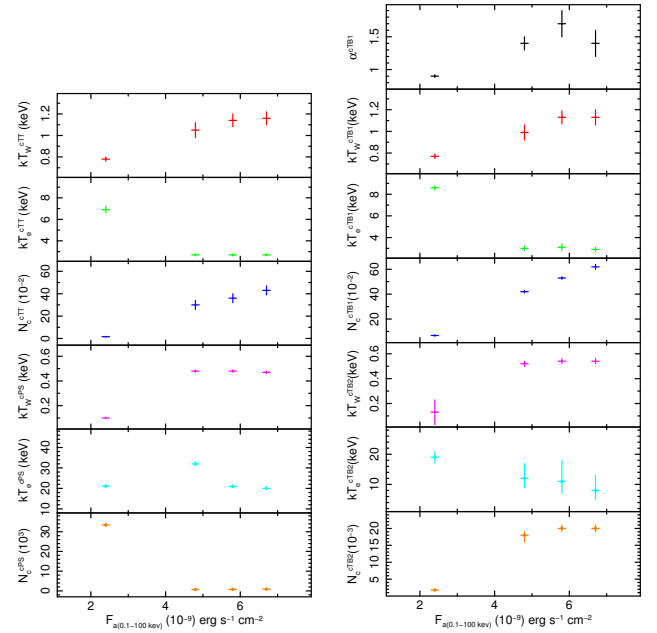 kT_W^cTT (keV)
0.8 1 1.2
kT_e^cTT (keV)
4 6 8
N_c^cTT (10⁻²)
0 20 40 60
kT_W^cPS (keV)
0.2 0.4 0.6
kT_e^cPS (keV)
10 20 30 40
N_c^cPS (10³)
0 10 20 30
2 4 6
F_a(0.1−100 kev) (10⁻⁹) erg s⁻¹ cm⁻²
α^cTB1
1 1.5
kT_W^cTB1 (keV)
0.8 1 1.2
kT_e^cTB1 (keV)
4 6 8
N_c^cTB1 (10⁻²)
20 40 60
kT_W^cTB2 (keV)
0.2 0.4 0.6
kT_e^cTB2 (keV)
10 20
N_c^cTB2 (10⁻³)
5 10 15 20
2 4 6
F_a(0.1−100 kev) (10⁻⁹) erg s⁻¹ cm⁻²